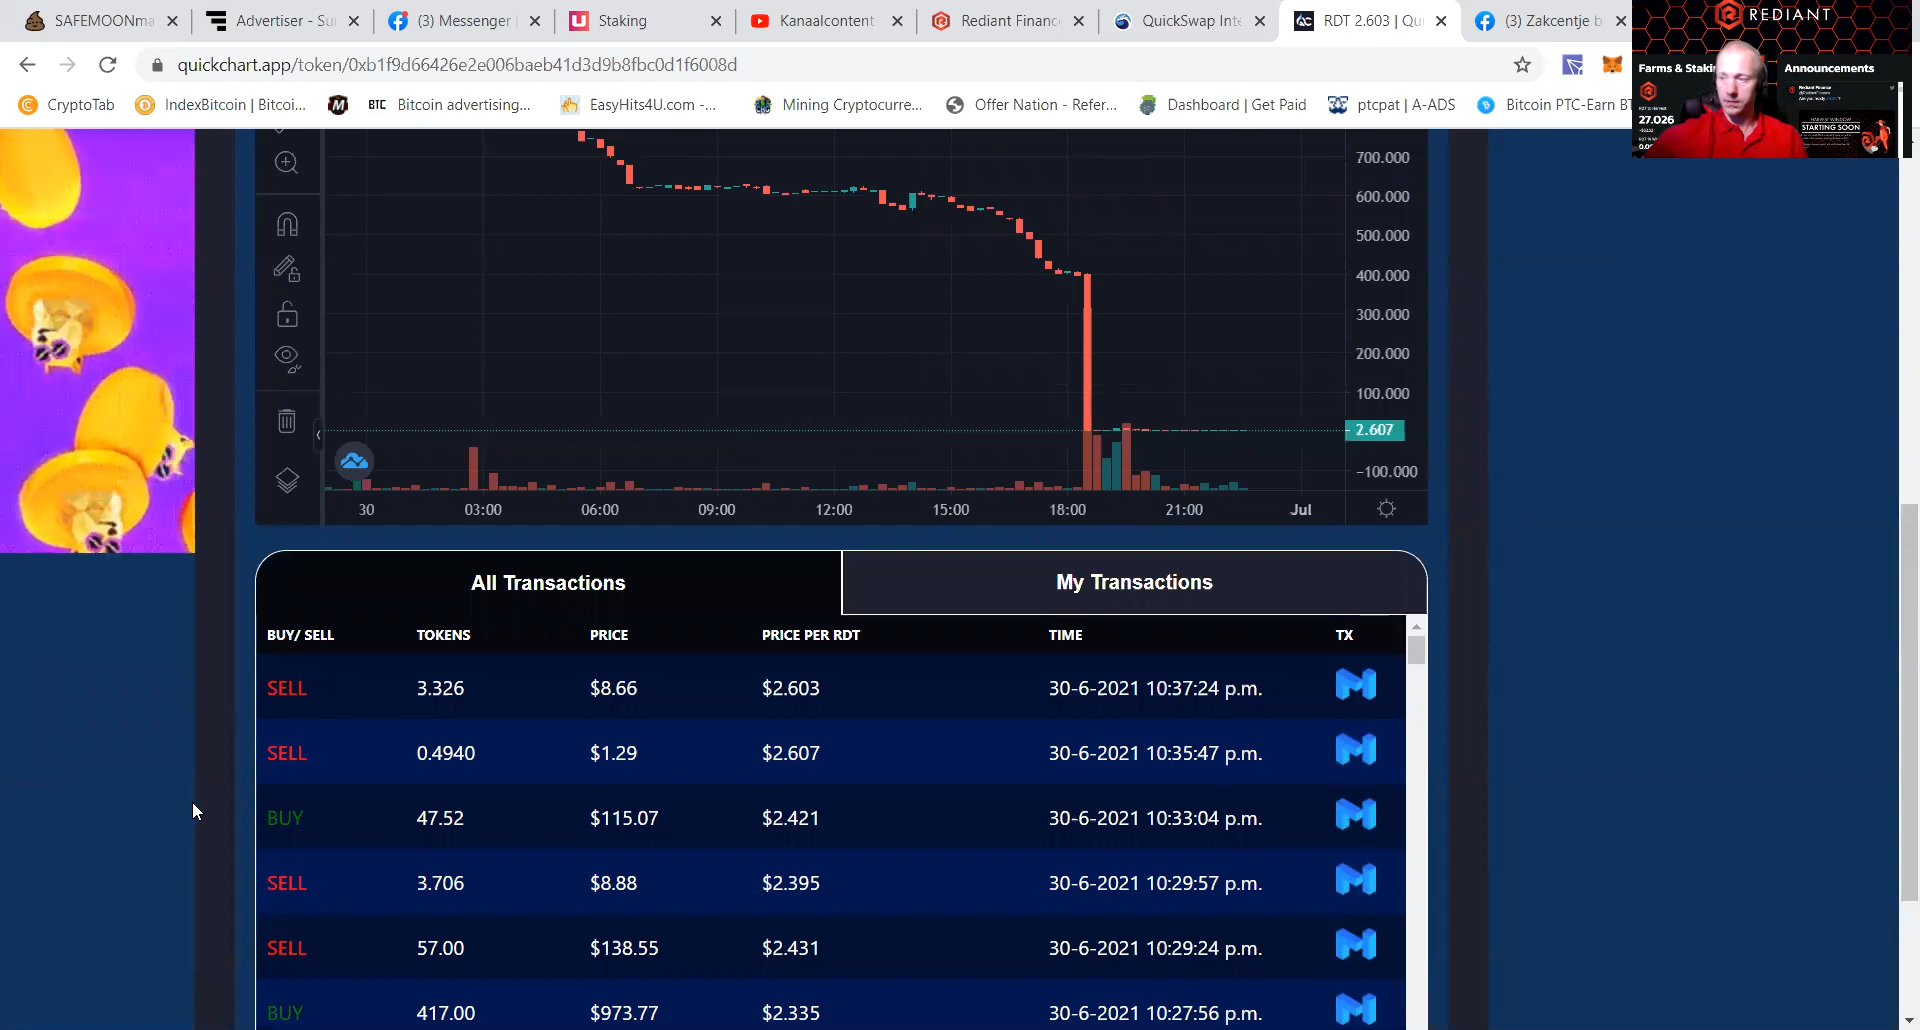 SAFEMOONma
Advertiser - Su
(3) Messenger
Staking
Kanaalcontent
Rediant Financ
QuickSwap Inte
RDT 2.603 | Qu
(3) Zakcentje b
quickchart.app/token/0xb1f9d66426e2e006baeb41d3d9b8fbc0d1f6008d
CryptoTab
IndexBitcoin | Bitcoi...
BTC Bitcoin advertising...
EasyHits4U.com -...
Mining Cryptocurre...
Offer Nation - Refer...
Dashboard | Get Paid
ptcpat | A-ADS
Bitcoin PTC-Earn BT
REDIANT
Farms & Staki
Announcements
27.026
Rediant Finance
HARVEST WINDOW
STARTING SOON
700.000
600.000
500.000
400.000
300.000
200.000
100.000
2.607
−100.000
30 03:00 06:00 09:00 12:00 15:00 18:00 21:00 Jul
All Transactions
My Transactions
BUY/ SELL TOKENS PRICE PRICE PER RDT TIME TX
SELL 3.326 $8.66 $2.603 30-6-2021 10:37:24 p.m.
SELL 0.4940 $1.29 $2.607 30-6-2021 10:35:47 p.m.
BUY 47.52 $115.07 $2.421 30-6-2021 10:33:04 p.m.
SELL 3.706 $8.88 $2.395 30-6-2021 10:29:57 p.m.
SELL 57.00 $138.55 $2.431 30-6-2021 10:29:24 p.m.
BUY 417.00 $973.77 $2.335 30-6-2021 10:27:56 p.m.